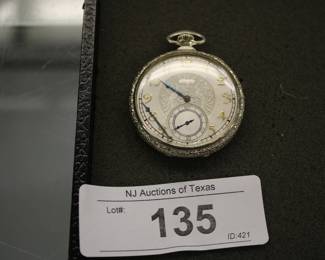 NJ Auctions of Texas
Lot#:
135
ID:421